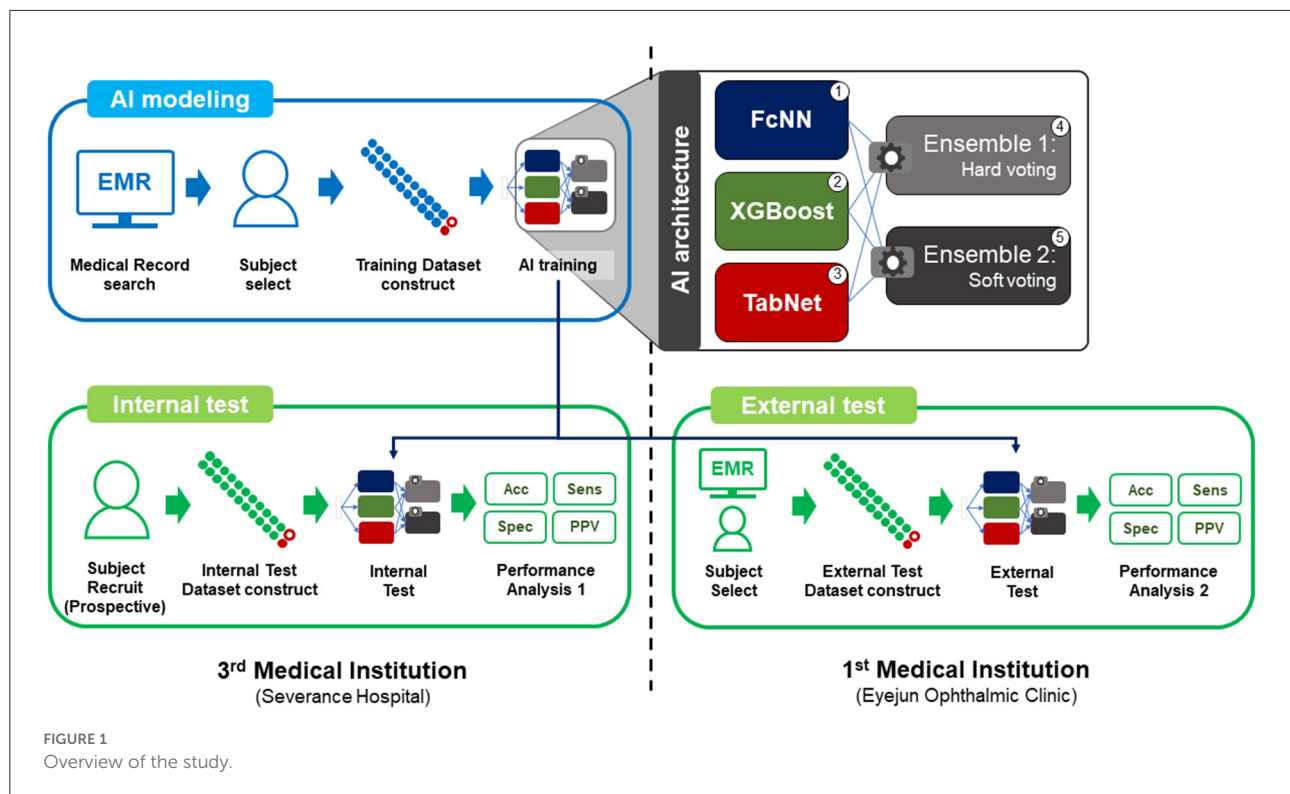 AI modeling
EMR
Medical Record
search
Subject
select
Training Dataset
construct
AI training
AI architecture
FcNN
1
XGBoost
2
TabNet
3
Ensemble 1:
Hard voting
4
Ensemble 2:
Soft voting
5
Internal test
Subject
Recruit
(Prospective)
Internal Test
Dataset construct
Internal
Test
Acc
Sens
Spec
PPV
Performance
Analysis 1
External test
EMR
Subject
Select
External Test
Dataset construct
External
Test
Acc
Sens
Spec
PPV
Performance
Analysis 2
3rd Medical Institution
(Severance Hospital)
1st Medical Institution
(Eyejun Ophthalmic Clinic)
FIGURE 1
Overview of the study.